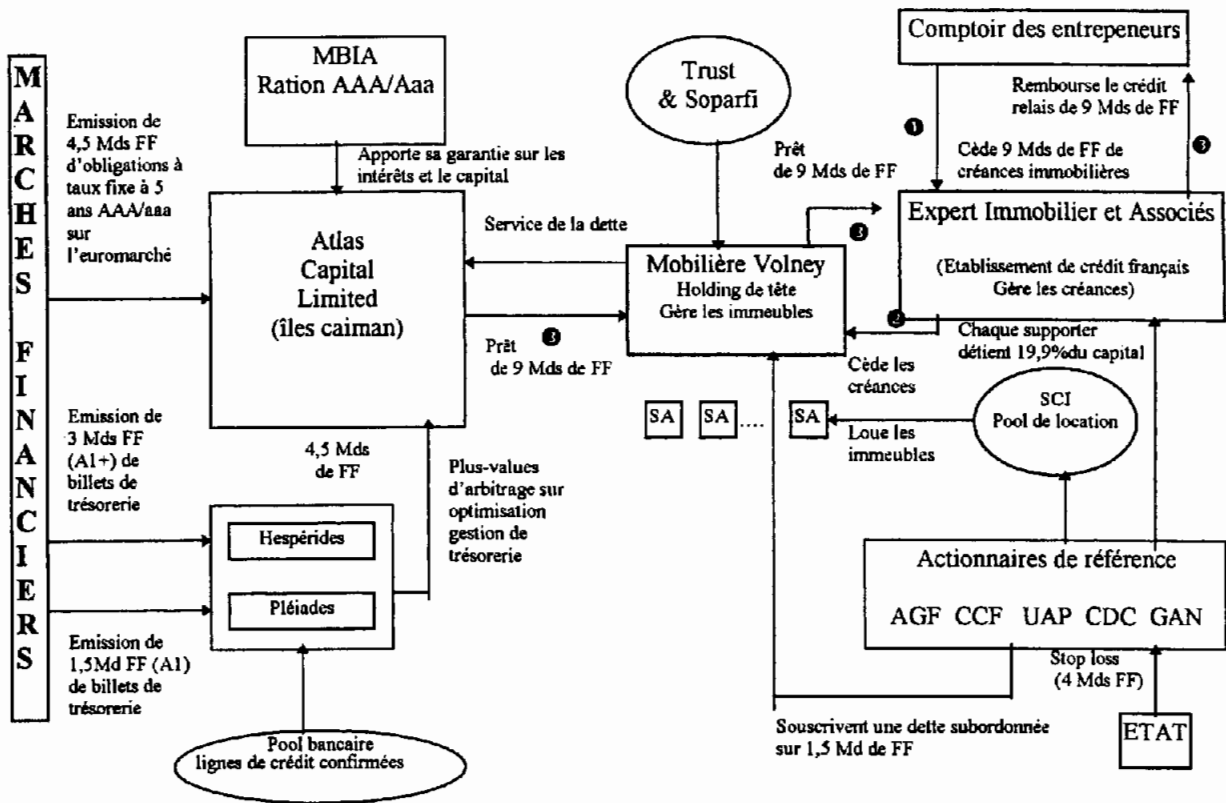 MARCHES FINANCIERS
Emission de
4,5 Mds FF
d'obligations à
taux fixe à 5
ans AAA/aaa
sur
l'euromarché
Emission de
3 Mds FF
(A1+) de
billets de
trésorerie
Emission de
1,5Md FF (A1)
de billets de
trésorerie
MBIA
Ration AAA/Aaa
Apporte sa garantie sur les
intérêts et le capital
Atlas
Capital
Limited
(îles caiman)
4,5 Mds
de FF
Hespérides
Pléiades
Pool bancaire
lignes de crédit confirmées
Plus-values
d'arbitrage sur
optimisation
gestion de
trésorerie
Service de la dette
❸
Prêt
de 9 Mds de FF
Trust
& Soparfi
Prêt
de 9 Mds de FF
❸
Mobilière Volney
Holding de tête
Gère les immeubles
Comptoir des entrepeneurs
Rembourse le crédit
relais de 9 Mds de FF
❶
❸
Cède 9 Mds de FF de
créances immobilières
Expert Immobilier et Associés
(Etablissement de crédit français
Gère les créances)
❷
Chaque supporter
détient 19,9%du capital
Cède les
créances
SA SA .... SA
Loue les
immeubles
SCI
Pool de location
Actionnaires de référence
AGF CCF UAP CDC GAN
Stop loss
(4 Mds FF)
Souscrivent une dette subordonnée
sur 1,5 Md de FF
ETAT